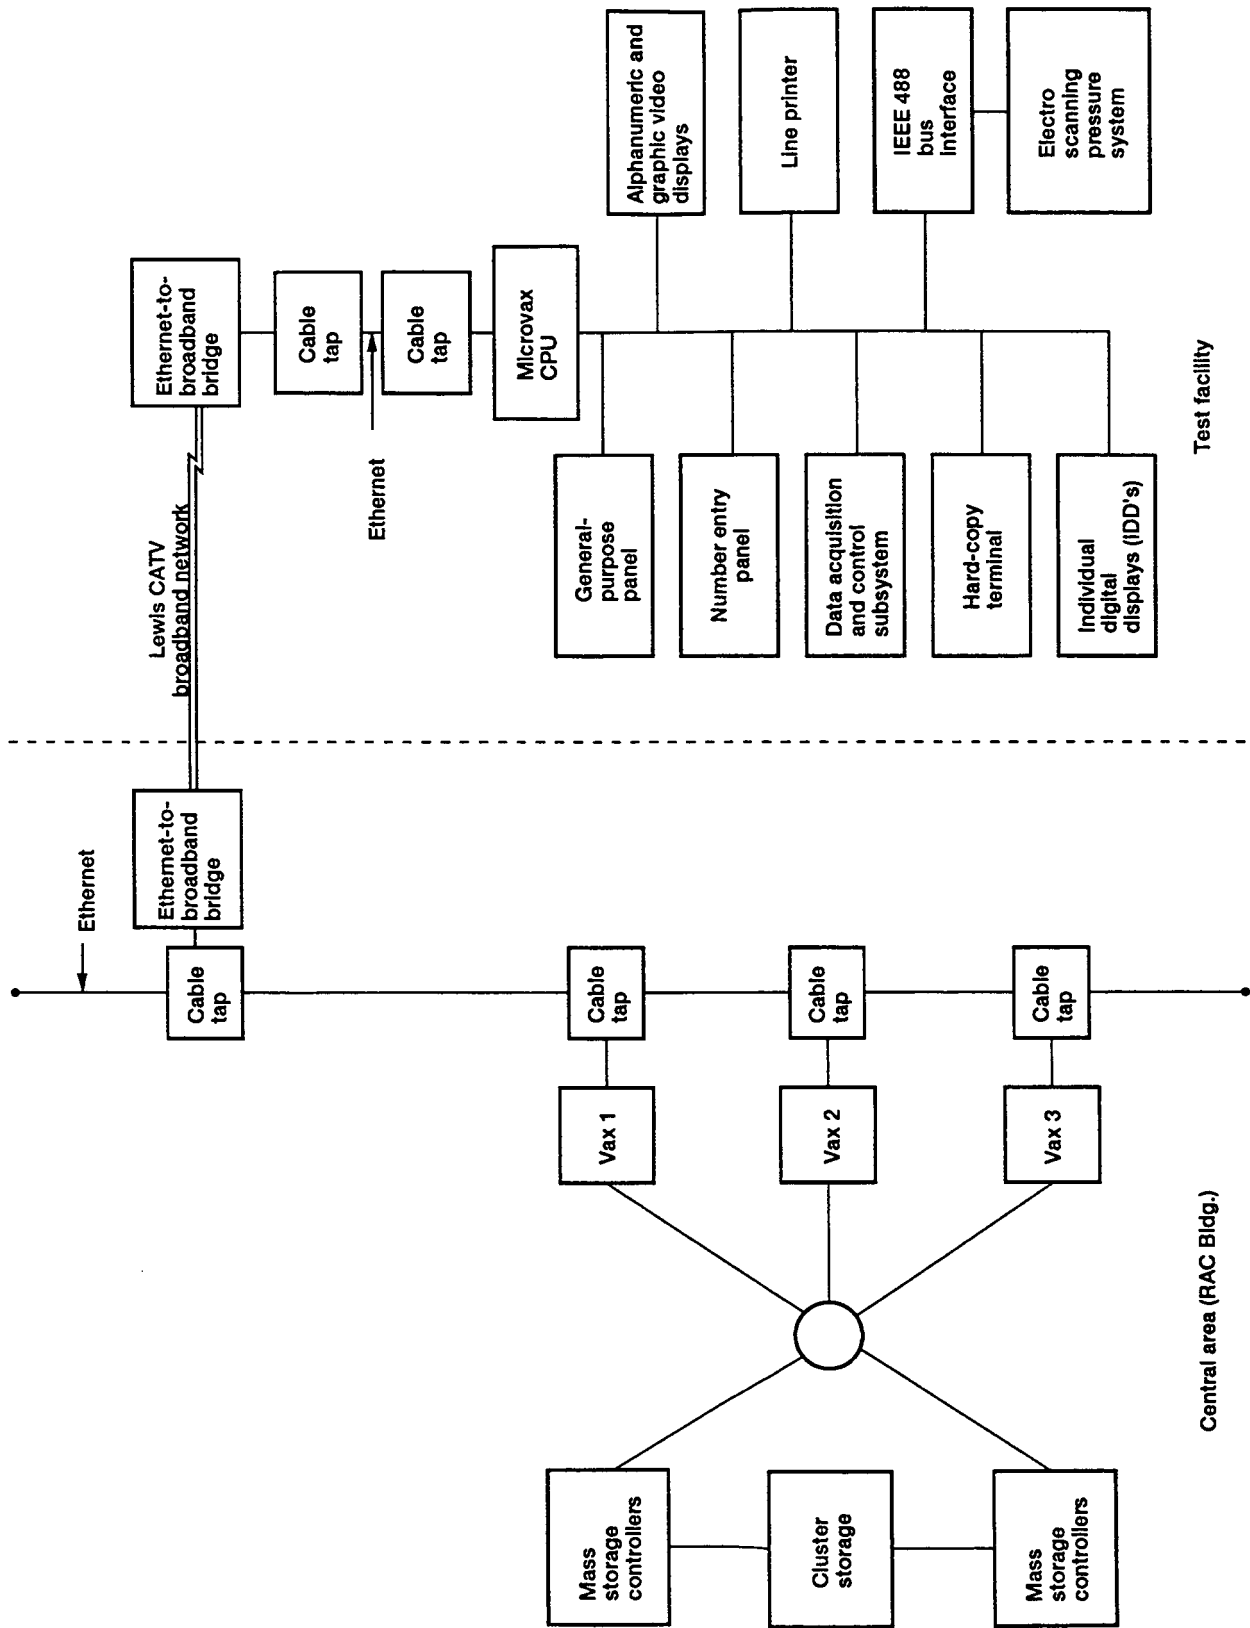 Mass
storage
controllers
Cluster
storage
Mass
storage
controllers
Vax 1
Vax 2
Vax 3
Cable
tap
Cable
tap
Cable
tap
Cable
tap
Ethernet
Ethernet-to-
broadband
bridge
Central area (RAC Bldg.)
Lewis CATV
broadband network
Ethernet-to-
broadband
bridge
Cable
tap
Ethernet
Cable
tap
Microvax
CPU
General-
purpose
panel
Number entry
panel
Data acquisition
and control
subsystem
Hard-copy
terminal
Individual
digital
displays (IDD's)
Alphanumeric and
graphic video
displays
Line printer
IEEE 488
bus
interface
Electro
scanning
pressure
system
Test facility